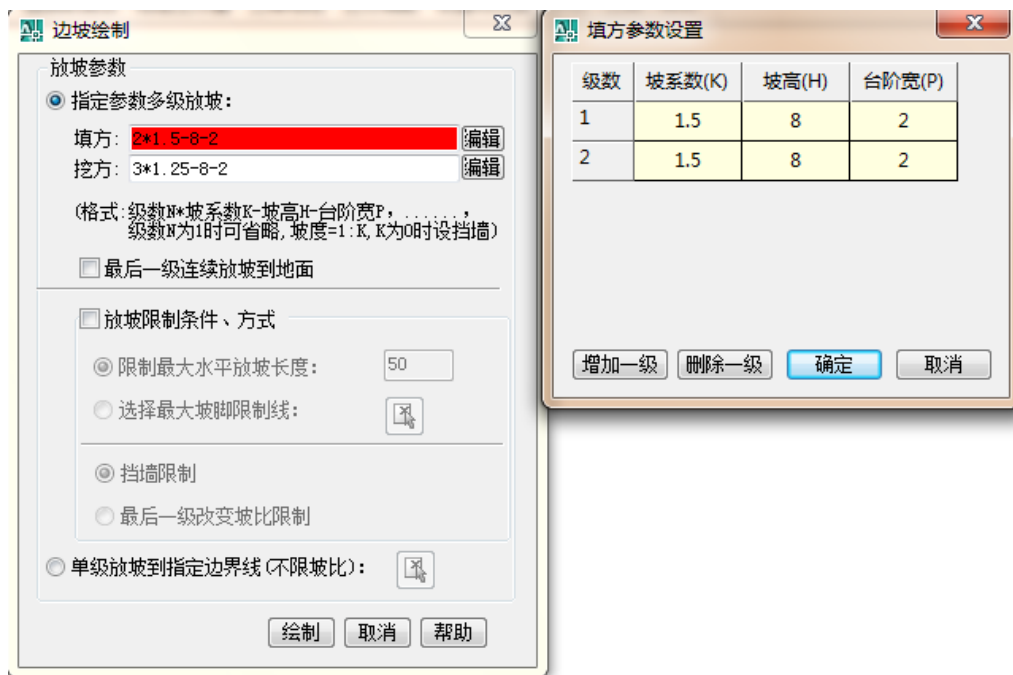 边坡绘制
放坡参数
指定参数多级放坡:
填方: 2*1.5-8-2 编辑
挖方: 3*1.25-8-2 编辑
(格式:级数N*坡系数K-坡高H-台阶宽P, ......,
级数N为1时可省略,坡度=1:K,K为0时设挡墙)
最后一级连续放坡到地面
放坡限制条件、方式
限制最大水平放坡长度: 50
选择最大坡脚限制线:
挡墙限制
最后一级改变坡比限制
单级放坡到指定边界线(不限坡比):
绘制 取消 帮助
填方参数设置
级数 坡系数(K) 坡高(H) 台阶宽(P)
1 1.5 8 2
2 1.5 8 2
增加一级 删除一级 确定 取消